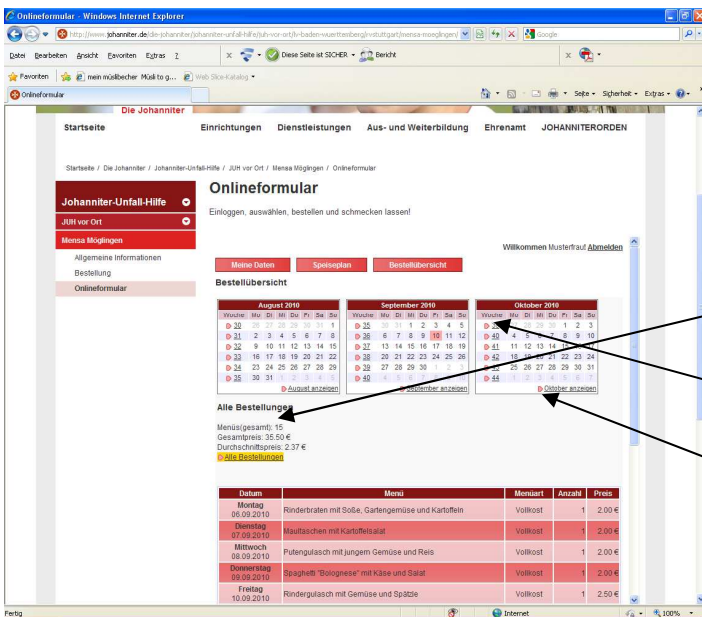 Onlineformular - Windows Internet Explorer
http://www.johanniter.de/die-johanniter/johanniter-unfall-hilfe/juh-vor-ort/lv-baden-wuerttemberg/rvstuttgart/mensa-moeglingen/
Google
Datei Bearbeiten Ansicht Favoriten Extras ?
Diese Seite ist SICHER
Bericht
Favoriten
mein müslibecher Müsli to g...
Web Slice-Katalog
Onlineformular
Seite Sicherheit Extras
Die Johanniter
Startseite Einrichtungen Dienstleistungen Aus- und Weiterbildung Ehrenamt JOHANNITERORDEN
Startseite / Die Johanniter / Johanniter-Unfall-Hilfe / JUH vor Ort / Mensa Möglingen / Onlineformular
Onlineformular
Johanniter-Unfall-Hilfe
JUH vor Ort
Mensa Möglingen
Allgemeine Informationen
Bestellung
Onlineformular
Einloggen, auswählen, bestellen und schmecken lassen!
Willkommen Musterfrau! Abmelden
Meine Daten Speiseplan Bestellübersicht
Bestellübersicht
August 2010
Woche Mo Di Mi Do Fr Sa So
30 26 27 28 29 30 31 1
31 2 3 4 5 6 7 8
32 9 10 11 12 13 14 15
33 16 17 18 19 20 21 22
34 23 24 25 26 27 28 29
35 30 31 1 2 3 4 5
August anzeigen
September 2010
Woche Mo Di Mi Do Fr Sa So
35 30 31 1 2 3 4 5
36 6 7 8 9 10 11 12
37 13 14 15 16 17 18 19
38 20 21 22 23 24 25 26
39 27 28 29 30 1 2 3
40 4 5 6 7 8 9 10
September anzeigen
Oktober 2010
Woche Mo Di Mi Do Fr Sa So
28 29 30 1 2 3
40 4 5 6 7 8 9 10
41 11 12 13 14 15
42 18 19 20 21 22 23 24
25 26 27 28 29 30 31
44 1 2 3 4 5 6 7
Oktober anzeigen
Alle Bestellungen
Menüs(gesamt): 15
Gesamtpreis: 35.50 €
Durchschnittspreis: 2.37 €
Alle Bestellungen
Datum Menü Menüart Anzahl Preis
Montag
06.09.2010 Rinderbraten mit Soße, Gartengemüse und Kartoffeln Vollkost 1 2.00 €
Dienstag
07.09.2010 Maultaschen mit Kartoffelsalat Vollkost 1 2.00 €
Mittwoch
08.09.2010 Putengulasch mit jungem Gemüse und Reis Vollkost 1 2.00 €
Donnerstag
09.09.2010 Spaghetti "Bolognese" mit Käse und Salat Vollkost 1 2.00 €
Freitag
10.09.2010 Rindergulasch mit Gemüse und Spätzle Vollkost 1 2.50 €
Fertig Internet 100%